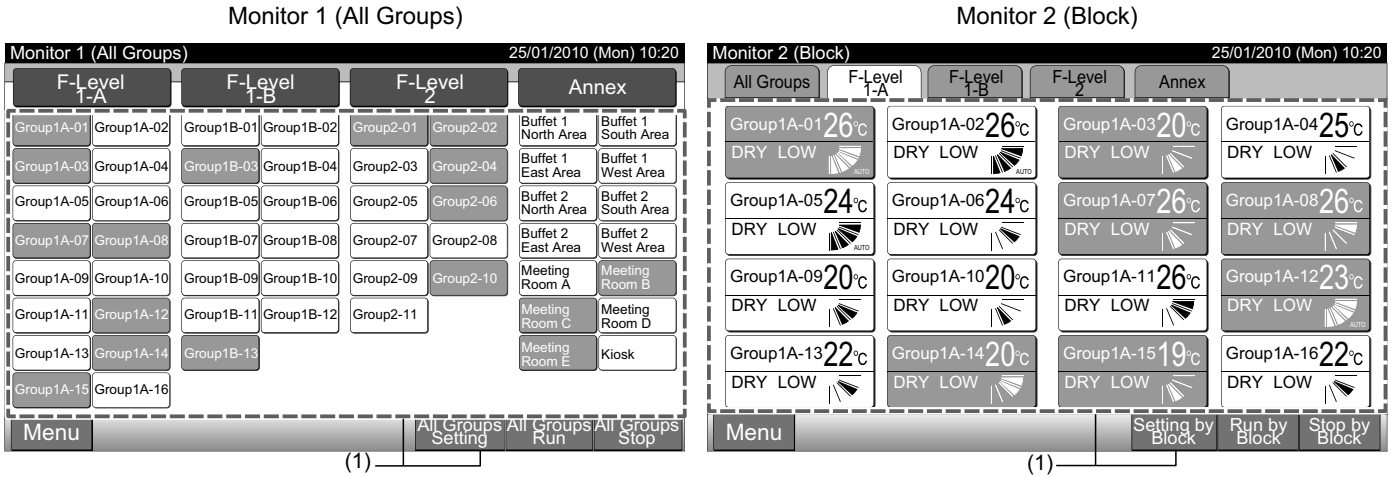 Monitor 1 (All Groups)
Monitor 1 (All Groups) 25/01/2010 (Mon) 10:20
F-Level 1-A F-Level 1-B F-Level 2 Annex
Group1A-01 Group1A-02 Group1B-01 Group1B-02 Group2-01 Group2-02 Buffet 1 North Area Buffet 1 South Area
Group1A-03 Group1A-04 Group1B-03 Group1B-04 Group2-03 Group2-04 Buffet 1 East Area Buffet 1 West Area
Group1A-05 Group1A-06 Group1B-05 Group1B-06 Group2-05 Group2-06 Buffet 2 North Area Buffet 2 South Area
Group1A-07 Group1A-08 Group1B-07 Group1B-08 Group2-07 Group2-08 Buffet 2 East Area Buffet 2 West Area
Group1A-09 Group1A-10 Group1B-09 Group1B-10 Group2-09 Group2-10 Meeting Room A Meeting Room B
Group1A-11 Group1A-12 Group1B-11 Group1B-12 Group2-11 Meeting Room C Meeting Room D
Group1A-13 Group1A-14 Group1B-13 Meeting Room E Kiosk
Group1A-15 Group1A-16
Menu All Groups Setting All Groups Run All Groups Stop
(1)
Monitor 2 (Block)
Monitor 2 (Block) 25/01/2010 (Mon) 10:20
All Groups F-Level 1-A F-Level 1-B F-Level 2 Annex
Group1A-01 26°C Group1A-02 26°C Group1A-03 20°C Group1A-04 25°C
DRY LOW AUTO DRY LOW AUTO DRY LOW DRY LOW
Group1A-05 24°C Group1A-06 24°C Group1A-07 26°C Group1A-08 26°C
DRY LOW AUTO DRY LOW DRY LOW DRY LOW
Group1A-09 20°C Group1A-10 20°C Group1A-11 26°C Group1A-12 23°C
DRY LOW DRY LOW DRY LOW DRY LOW AUTO
Group1A-13 22°C Group1A-14 20°C Group1A-15 19°C Group1A-16 22°C
DRY LOW DRY LOW DRY LOW DRY LOW
Menu Setting by Block Run by Block Stop by Block
(1)